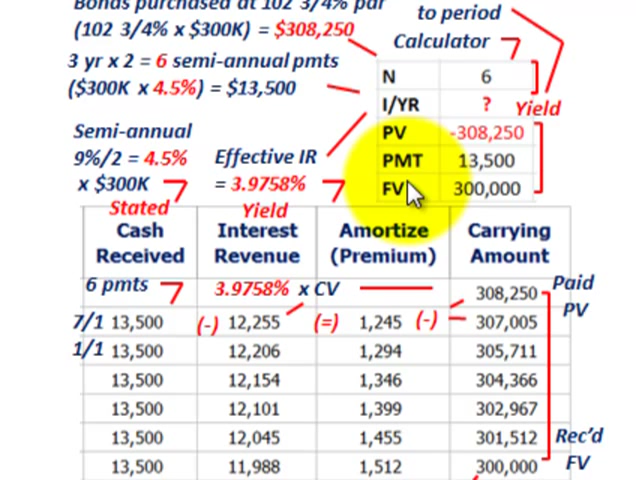 Bonds purchased at 102 3/4% par
(102 3/4% x $300K) = $308,250
to period
Calculator
3 yr x 2 = 6 semi-annual pmts
($300K x 4.5%) = $13,500
N 6
I/YR ? Yield
PV -308,250
PMT 13,500
FV 300,000
Semi-annual
9%/2 = 4.5%
x $300K
Stated
Effective IR
= 3.9758%
Yield
Cash Received Interest Revenue Amortize (Premium) Carrying Amount
6 pmts 3.9758% x CV 308,250 Paid PV
7/1 13,500 (-) 12,255 (=) 1,245 (-) 307,005
1/1 13,500 12,206 1,294 305,711
13,500 12,154 1,346 304,366
13,500 12,101 1,399 302,967
13,500 12,045 1,455 301,512 Rec'd
13,500 11,988 1,512 300,000 FV